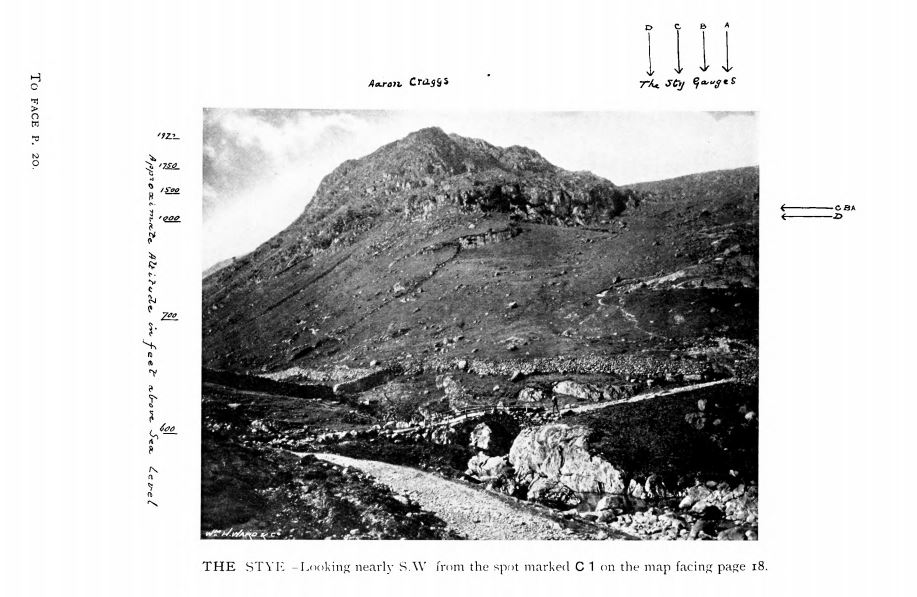 D C B A
Aaron Craggs
The Sty Gauges
TO FACE P. 20.
1750
1500
1000
700
600
Approximate Altitude in feet above Sea Level
C BA
D
Wm W. WARD & Co
THE STYE –Looking nearly S.W from the spot marked C 1 on the map facing page 18.